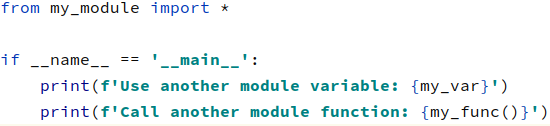 from my_module import *
if __name__ == '__main__':
    print(f'Use another module variable: {my_var}')
    print(f'Call another module function: {my_func()}')